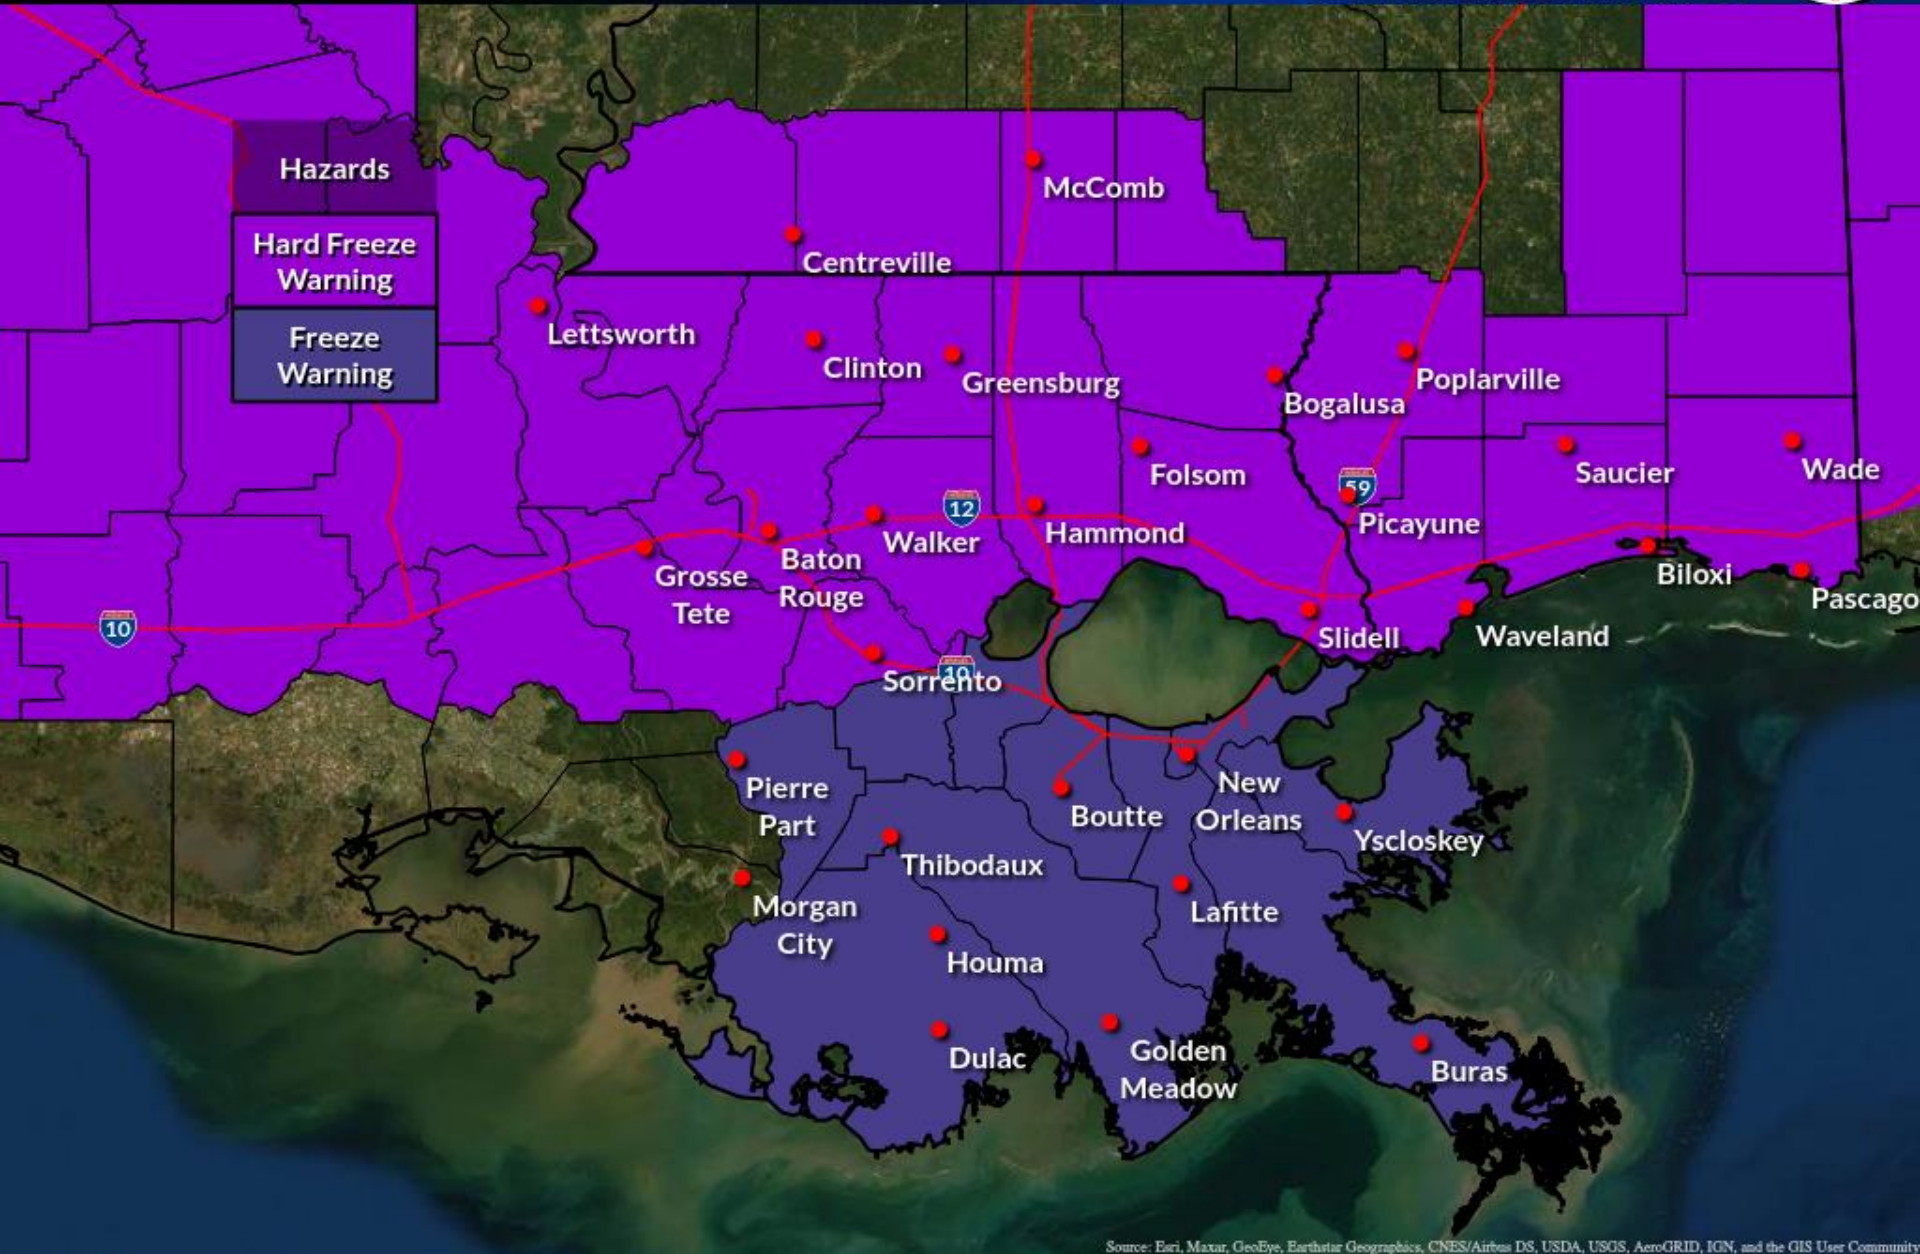 Hazards
Hard Freeze
Warning
Freeze
Warning
McComb
Centreville
Lettsworth
Clinton
Greensburg
Bogalusa
Poplarville
Folsom
Saucier
Wade
59
12
Picayune
Hammond
Walker
Baton
Rouge
Grosse
Tete
Biloxi
Pascago
10
Slidell
Waveland
10
Sorrento
Pierre
Part
New
Orleans
Boutte
Yscloskey
Thibodaux
Morgan
City
Lafitte
Houma
Dulac
Golden
Meadow
Buras
Source: Esri, Maxar, GeoEye, Earthstar Geographics, CNES/Airbus DS, USDA, USGS, AeroGRID, IGN, and the GIS User Community